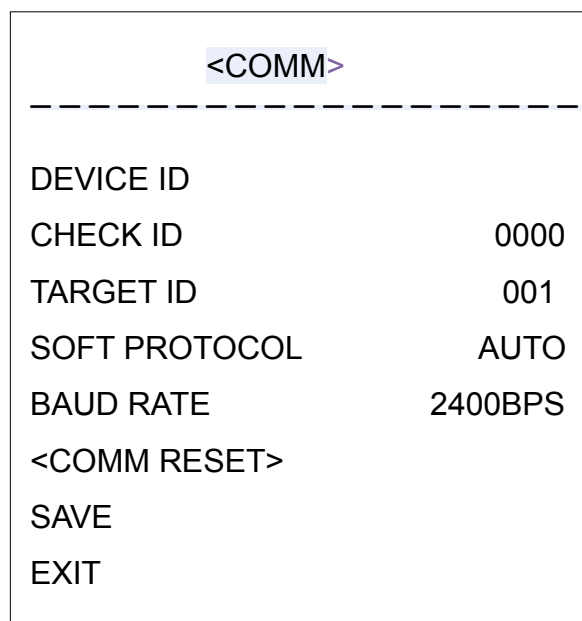 <COMM>
DEVICE ID
CHECK ID 0000
TARGET ID 001
SOFT PROTOCOL AUTO
BAUD RATE 2400BPS
<COMM RESET>
SAVE
EXIT